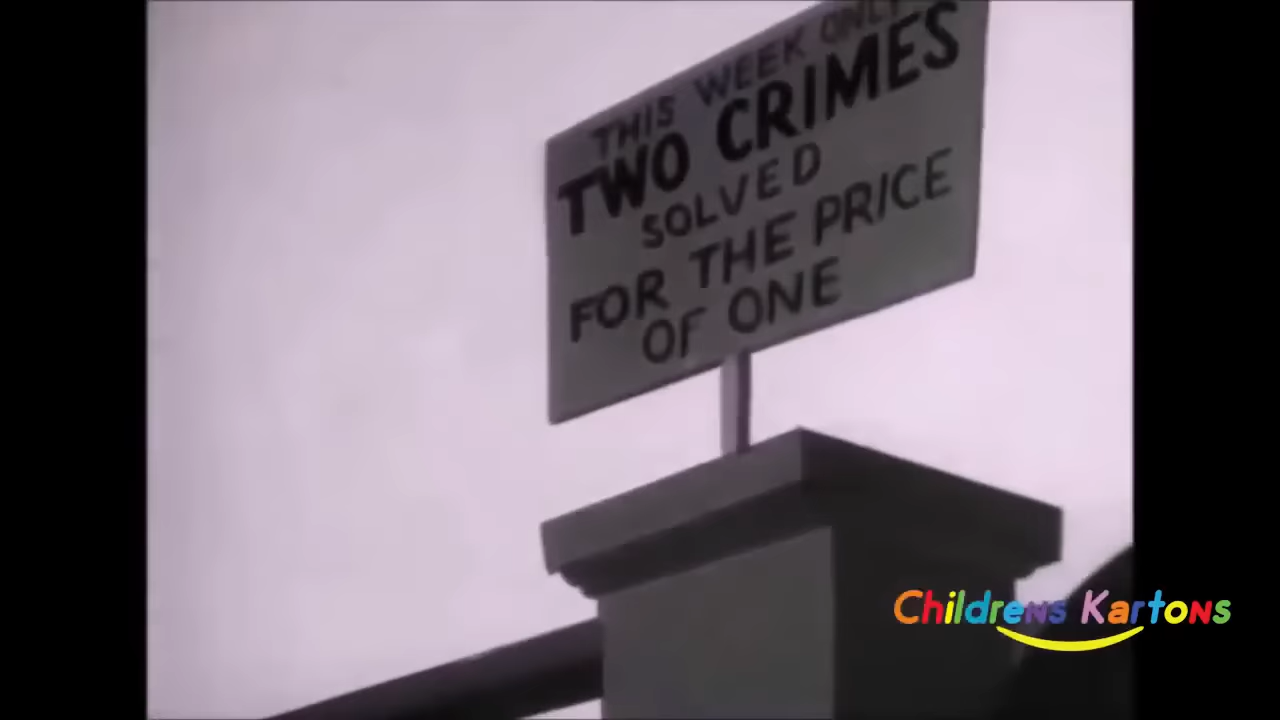 THIS WEEK ONLY
TWO CRIMES
SOLVED
FOR THE PRICE
OF ONE
Childrens Kartons